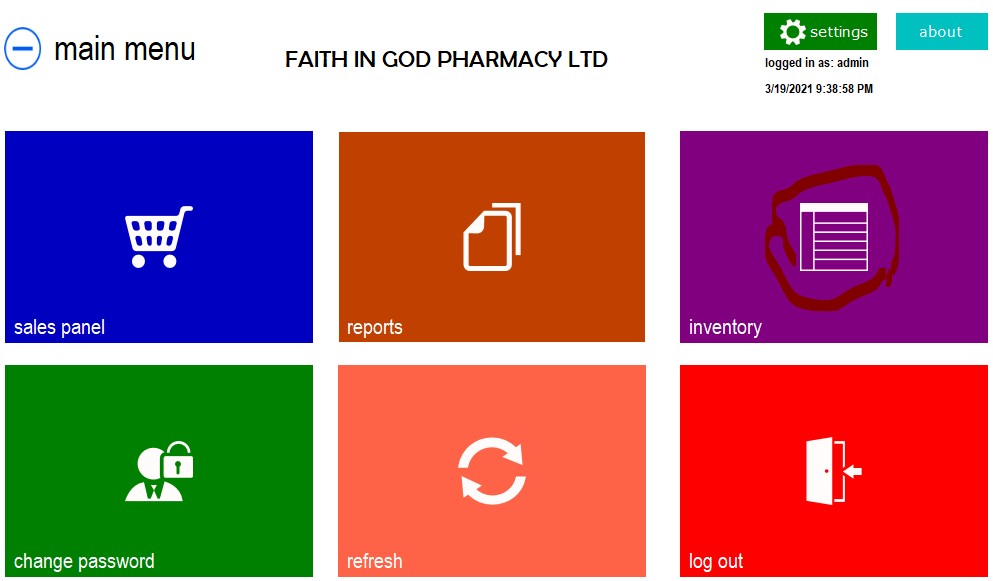 main menu
FAITH IN GOD PHARMACY LTD
settings
about
logged in as: admin
3/19/2021 9:38:58 PM
sales panel
reports
inventory
change password
refresh
log out